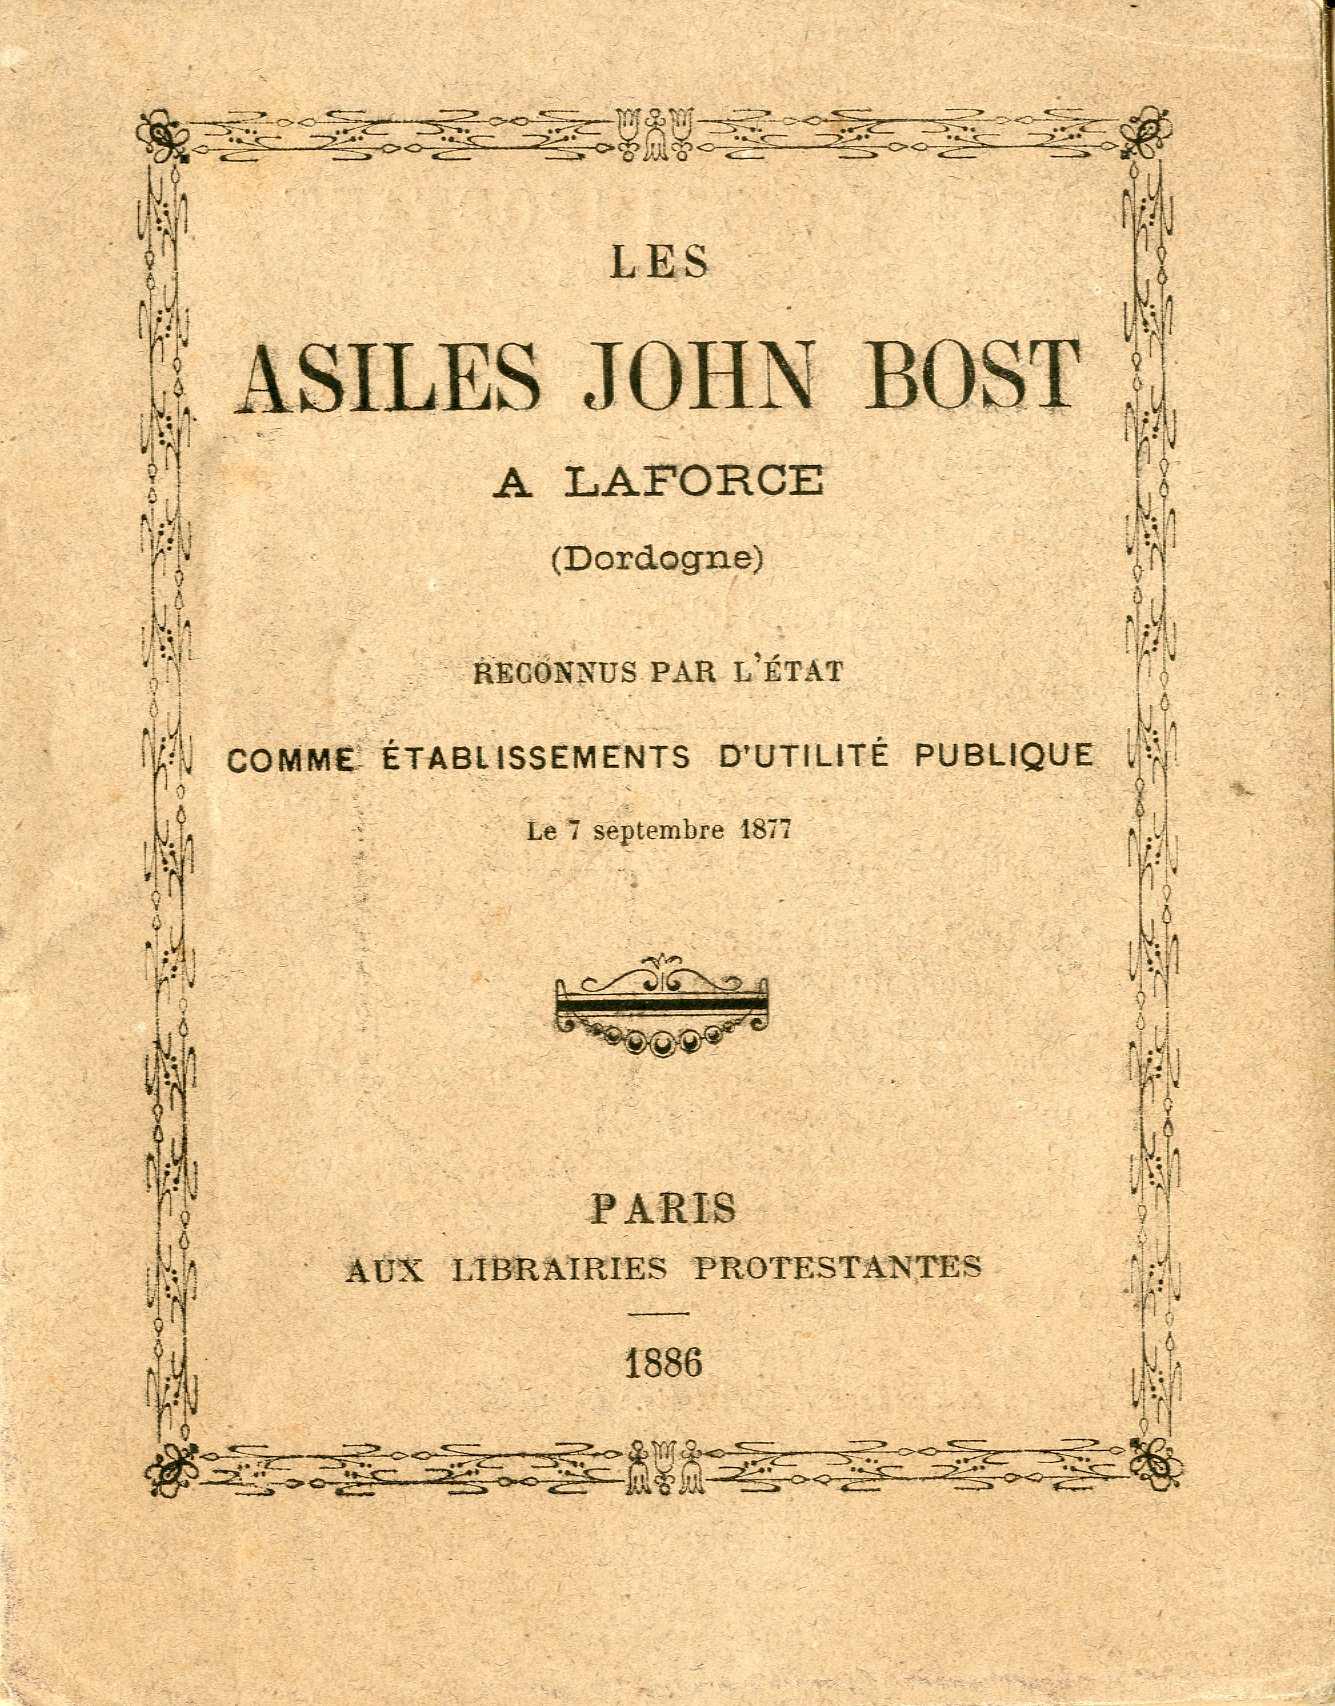 LES
ASILES JOHN BOST
A LAFORCE
(Dordogne)
RECONNUS PAR L'ÉTAT
COMME ÉTABLISSEMENTS D'UTILITÉ PUBLIQUE
Le 7 septembre 1877
PARIS
AUX LIBRAIRIES PROTESTANTES
1886